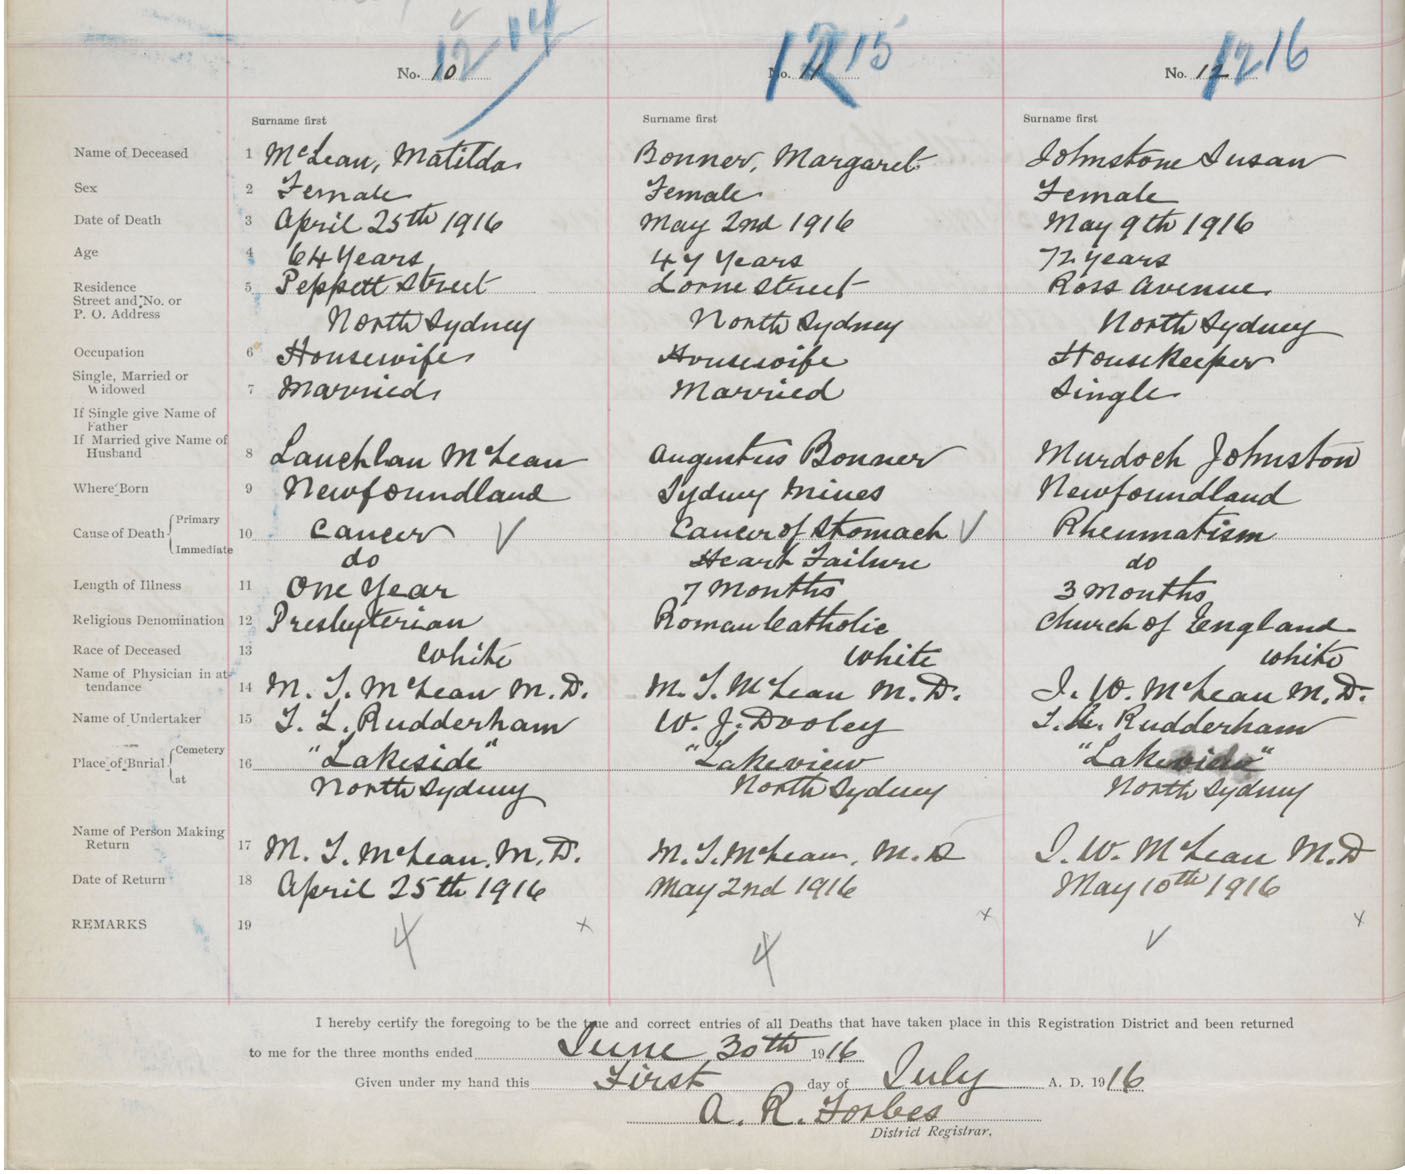 12 14
12 15
12 16
No. 10
No. 11
No. 12
Surname first
Surname first
Surname first
Name of Deceased 1 McLean, Matilda Bonner, Margaret Johnstone Susan
Sex 2 Female Female Female
Date of Death 3 April 25th 1916 May 2nd 1916 May 9th 1916
Age 4 64 Years 47 Years 72 years
Residence
Street and No. or
P. O. Address
5 Peppett Street Lorne Street Ross Avenue
North Sydney North Sydney North Sydney
Occupation 6 Housewife Housewife Housekeeper
Single, Married or
Widowed
7 Married Married Single
If Single give Name of
Father
If Married give Name of
Husband
8 Lauchlan McLean Augustus Bonner Murdoch Johnston
Where Born 9 Newfoundland Sydney Mines Newfoundland
Cause of Death Primary
Immediate
10 Cancer Cancer of Stomach Rheumatism
do Heart Failure do
Length of Illness 11 One Year 7 Months 3 Months
Religious Denomination 12 Presbyterian Roman Catholic Church of England
Race of Deceased 13 White White White
Name of Physician in at-
tendance
14 M. T. McLean M.D. M. T. McLean M.D. J. W. McLean M.D.
Name of Undertaker 15 T. L. Rudderham W. J. Dooley T. L. Rudderham
Place of Burial Cemetery
at
16 "Lakeside" "Lakeview "Lakeside"
North Sydney North Sydney North Sydney
Name of Person Making
Return
17 M. T. McLean, M.D. M. T. McLean, M.D J. W. McLean M.D
Date of Return 18 April 25th 1916 May 2nd 1916 May 10th 1916
REMARKS 19 x x x
I hereby certify the foregoing to be the true and correct entries of all Deaths that have taken place in this Registration District and been returned
to me for the three months ended June 30th 1916
Given under my hand this First day of July A. D. 1916
A. R. Forbes
District Registrar.